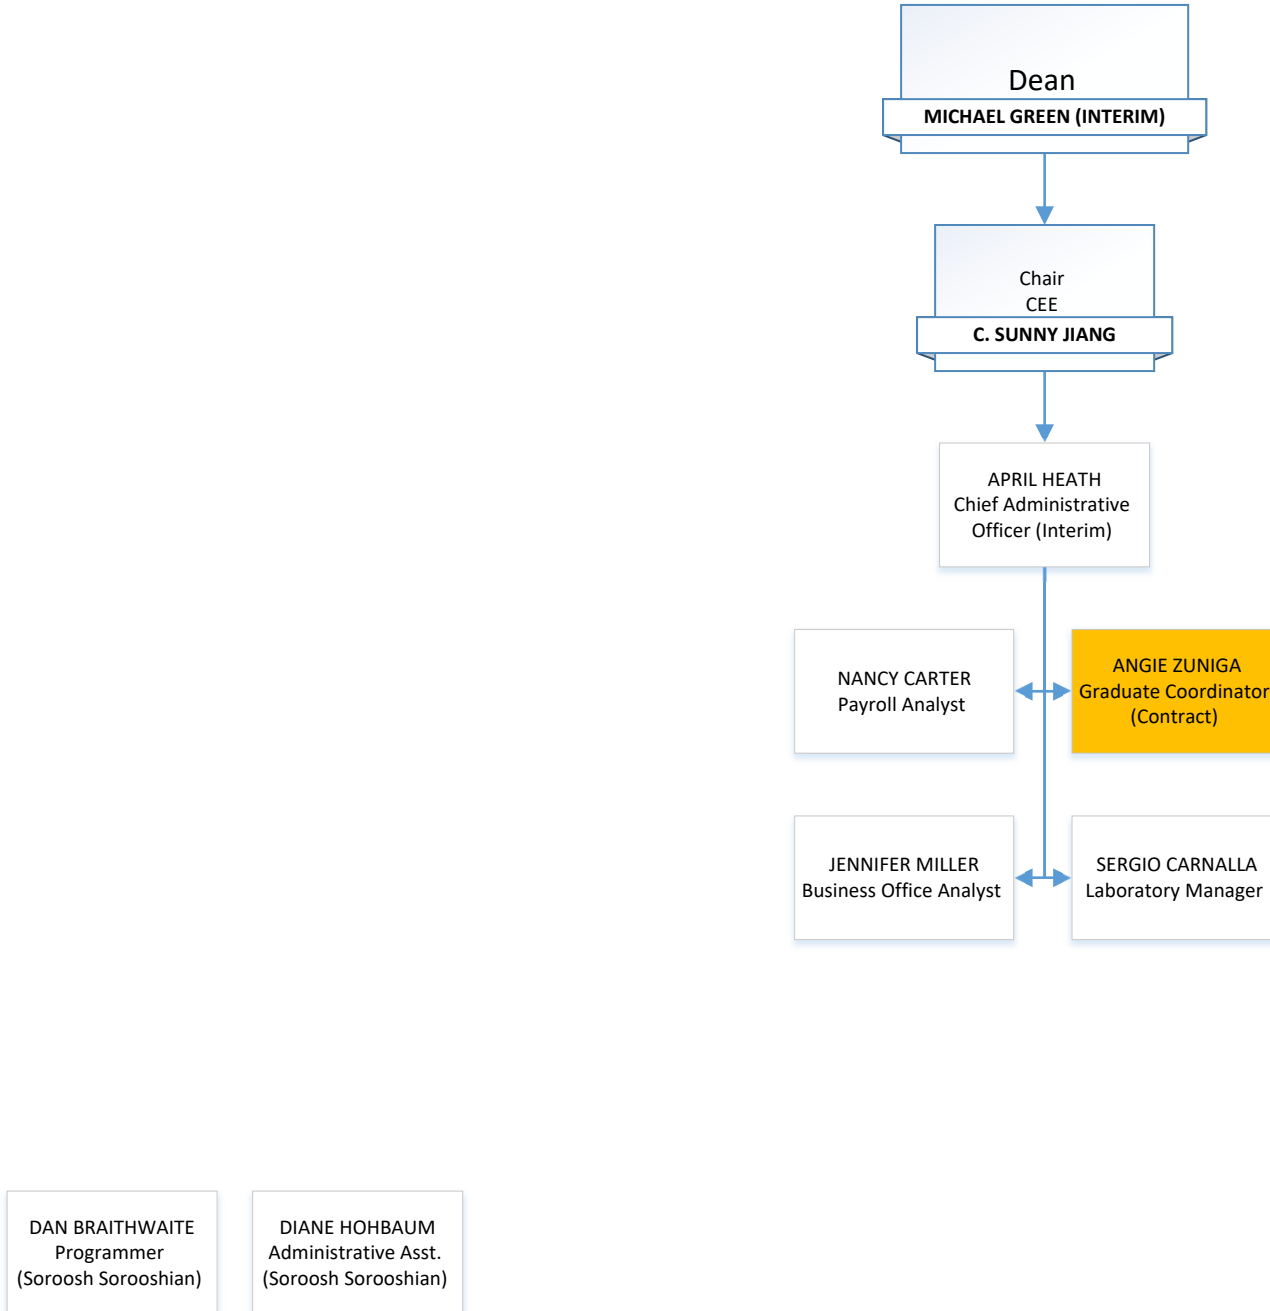 Dean
MICHAEL GREEN (INTERIM)
Chair
CEE
C. SUNNY JIANG
APRIL HEATH
Chief Administrative
Officer (Interim)
NANCY CARTER
Payroll Analyst
ANGIE ZUNIGA
Graduate Coordinator
(Contract)
JENNIFER MILLER
Business Office Analyst
SERGIO CARNALLA
Laboratory Manager
DAN BRAITHWAITE
Programmer
(Soroosh Sorooshian)
DIANE HOHBAUM
Administrative Asst.
(Soroosh Sorooshian)